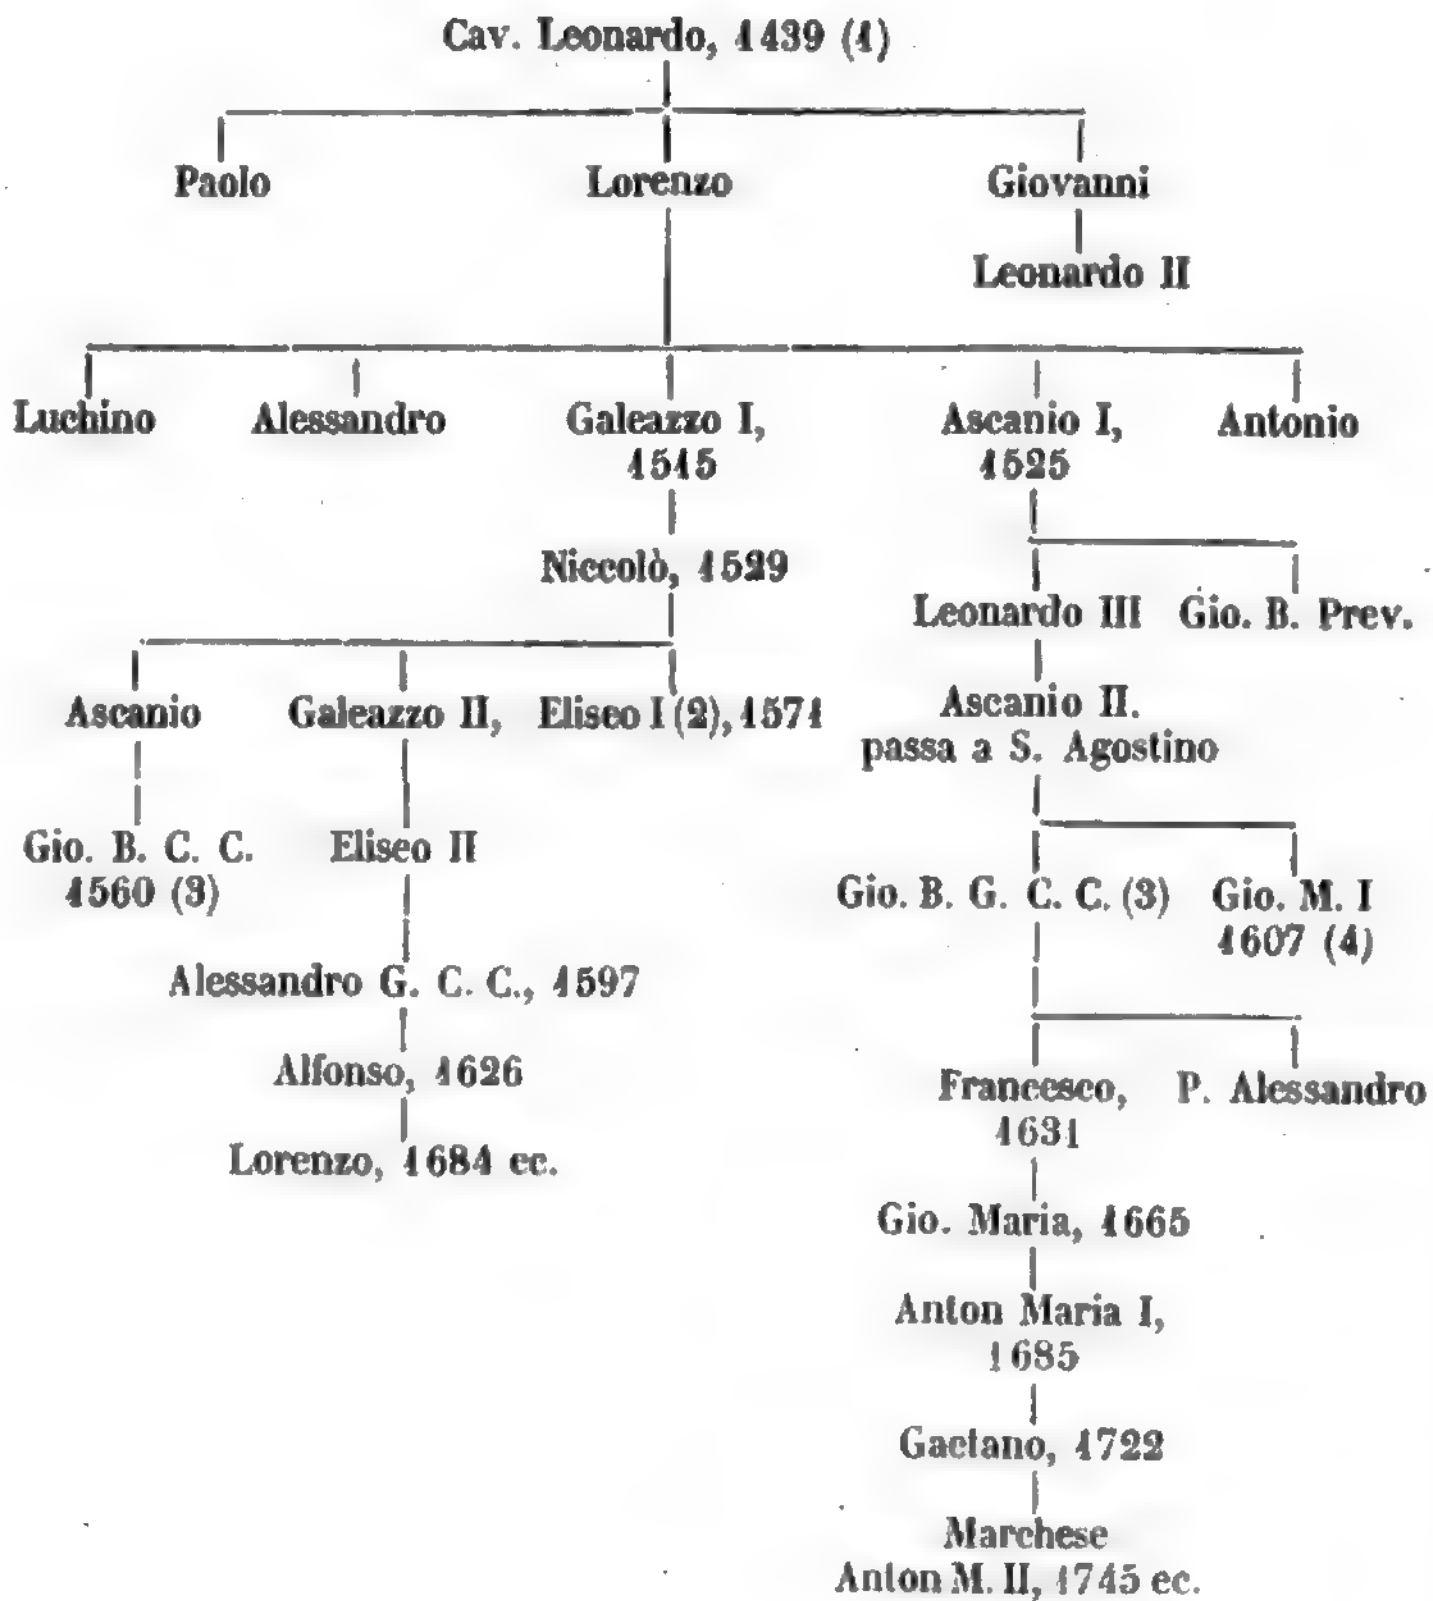 Cav. Leonardo, 1439 (1)
Paolo Lorenzo Giovanni
Leonardo II
Luchino Alessandro Galeazzo I, Ascanio I, Antonio
1515 1525
Niccolò, 1529
Leonardo III Gio. B. Prev.
Ascanio Galeazzo II, Eliseo I (2), 1571 Ascanio II.
passa a S. Agostino
Gio. B. C. C. Eliseo II
1560 (3) Gio. B. G. C. C. (3) Gio. M. I
1607 (4)
Alessandro G. C. C., 1597
Alfonso, 1626 Francesco, P. Alessandro
1631
Lorenzo, 1684 ec.
Gio. Maria, 1665
Anton Maria I,
1685
Gaetano, 1722
Marchese
Anton M. II, 1745 ec.